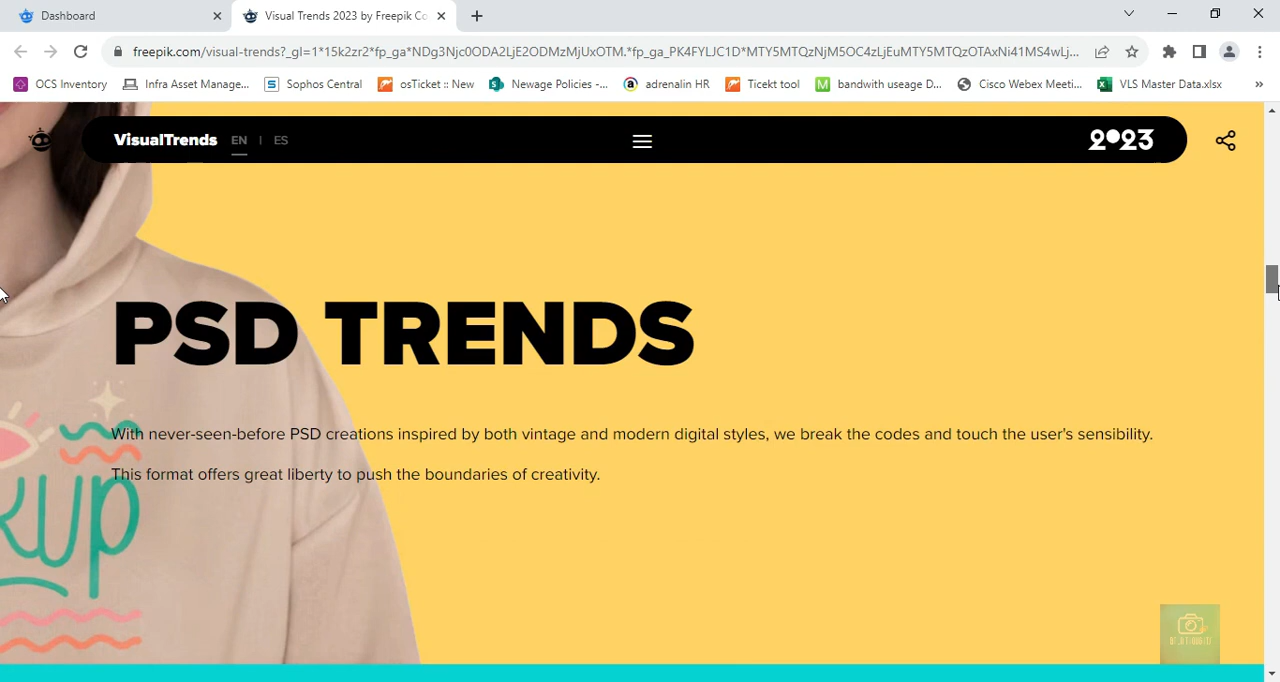 Dashboard
Visual Trends 2023 by Freepik Co
freepik.com/visual-trends?_gl=1*15k2zr2*fp_ga*NDg3Njc0ODA2LjE2ODMzMjUxOTM.*fp_ga_PK4FYLJC1D*MTY5MTQzNjM5OC4zLjEuMTY5MTQzOTAxNi41MS4wLj...
OCS Inventory
Infra Asset Manage...
Sophos Central
osTicket :: New
Newage Policies -...
adrenalin HR
Ticekt tool
bandwith useage D...
Cisco Webex Meeti...
VLS Master Data.xlsx
»
VisualTrends EN | ES
2023
PSD TRENDS
With never-seen-before PSD creations inspired by both vintage and modern digital styles, we break the codes and touch the user's sensibility.
This format offers great liberty to push the boundaries of creativity.
kup